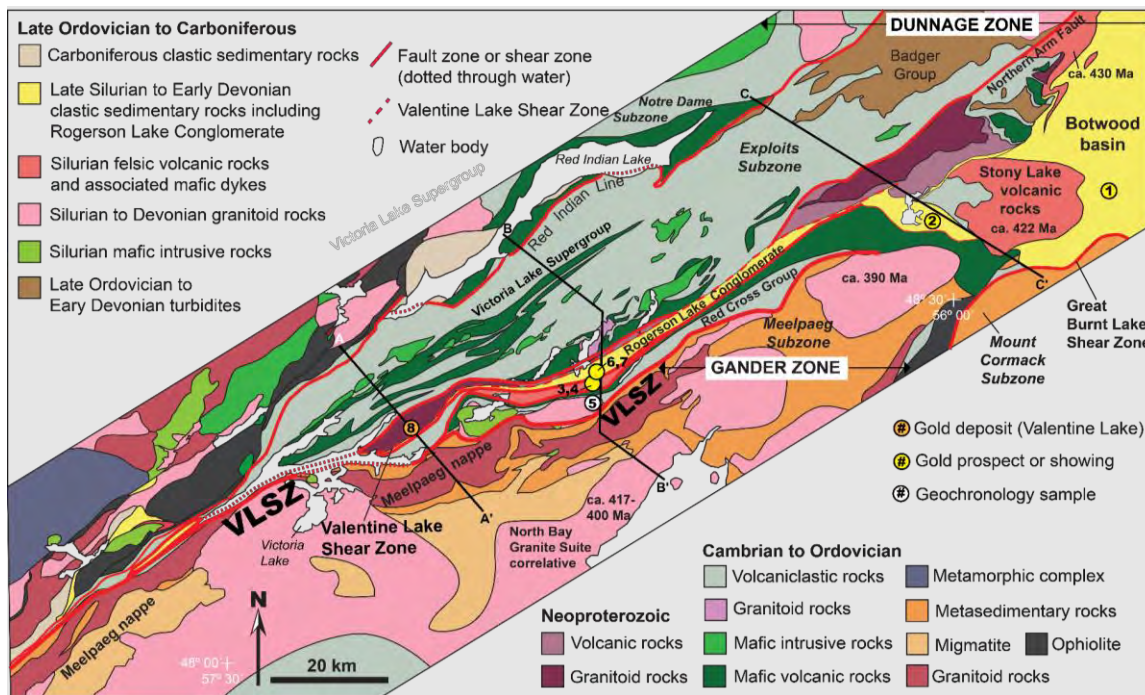 Late Ordovician to Carboniferous
Carboniferous clastic sedimentary rocks
Late Silurian to Early Devonian
clastic sedimentary rocks including
Rogerson Lake Conglomerate
Silurian felsic volcanic rocks
and associated mafic dykes
Silurian to Devonian granitoid rocks
Silurian mafic intrusive rocks
Late Ordovician to
Eary Devonian turbidites
Fault zone or shear zone
(dotted through water)
Valentine Lake Shear Zone
Water body
DUNNAGE ZONE
Badger
Group
Northern Arm Fault
ca. 430 Ma
Botwood
basin
Notre Dame
Subzone
C
Exploits
Subzone
Red Indian Lake
Red Indian Line
Victoria Lake Supergroup
B
Victoria Lake Supergroup
Stony Lake
volcanic
rocks
ca. 422 Ma
1
2
Rogerson Lake Conglomerate
Red Cross Group
ca. 390 Ma
48 30'
56 00'
C'
Great
Burnt Lake
Shear Zone
Meelpaeg
Subzone
Mount
Cormack
Subzone
GANDER ZONE
A
6,7
3,4
5
VLSZ
8
Meelpaeg nappe
B'
A'
ca. 417-
400 Ma
North Bay
Granite Suite
correlative
VLSZ
Valentine Lake
Shear Zone
Victoria
Lake
Meelpaeg nappe
N
20 km
48 00'
57 30'
# Gold deposit (Valentine Lake)
# Gold prospect or showing
# Geochronology sample
Neoproterozoic
Volcanic rocks
Granitoid rocks
Cambrian to Ordovician
Volcaniclastic rocks
Granitoid rocks
Mafic intrusive rocks
Mafic volcanic rocks
Metamorphic complex
Metasedimentary rocks
Migmatite
Ophiolite
Granitoid rocks